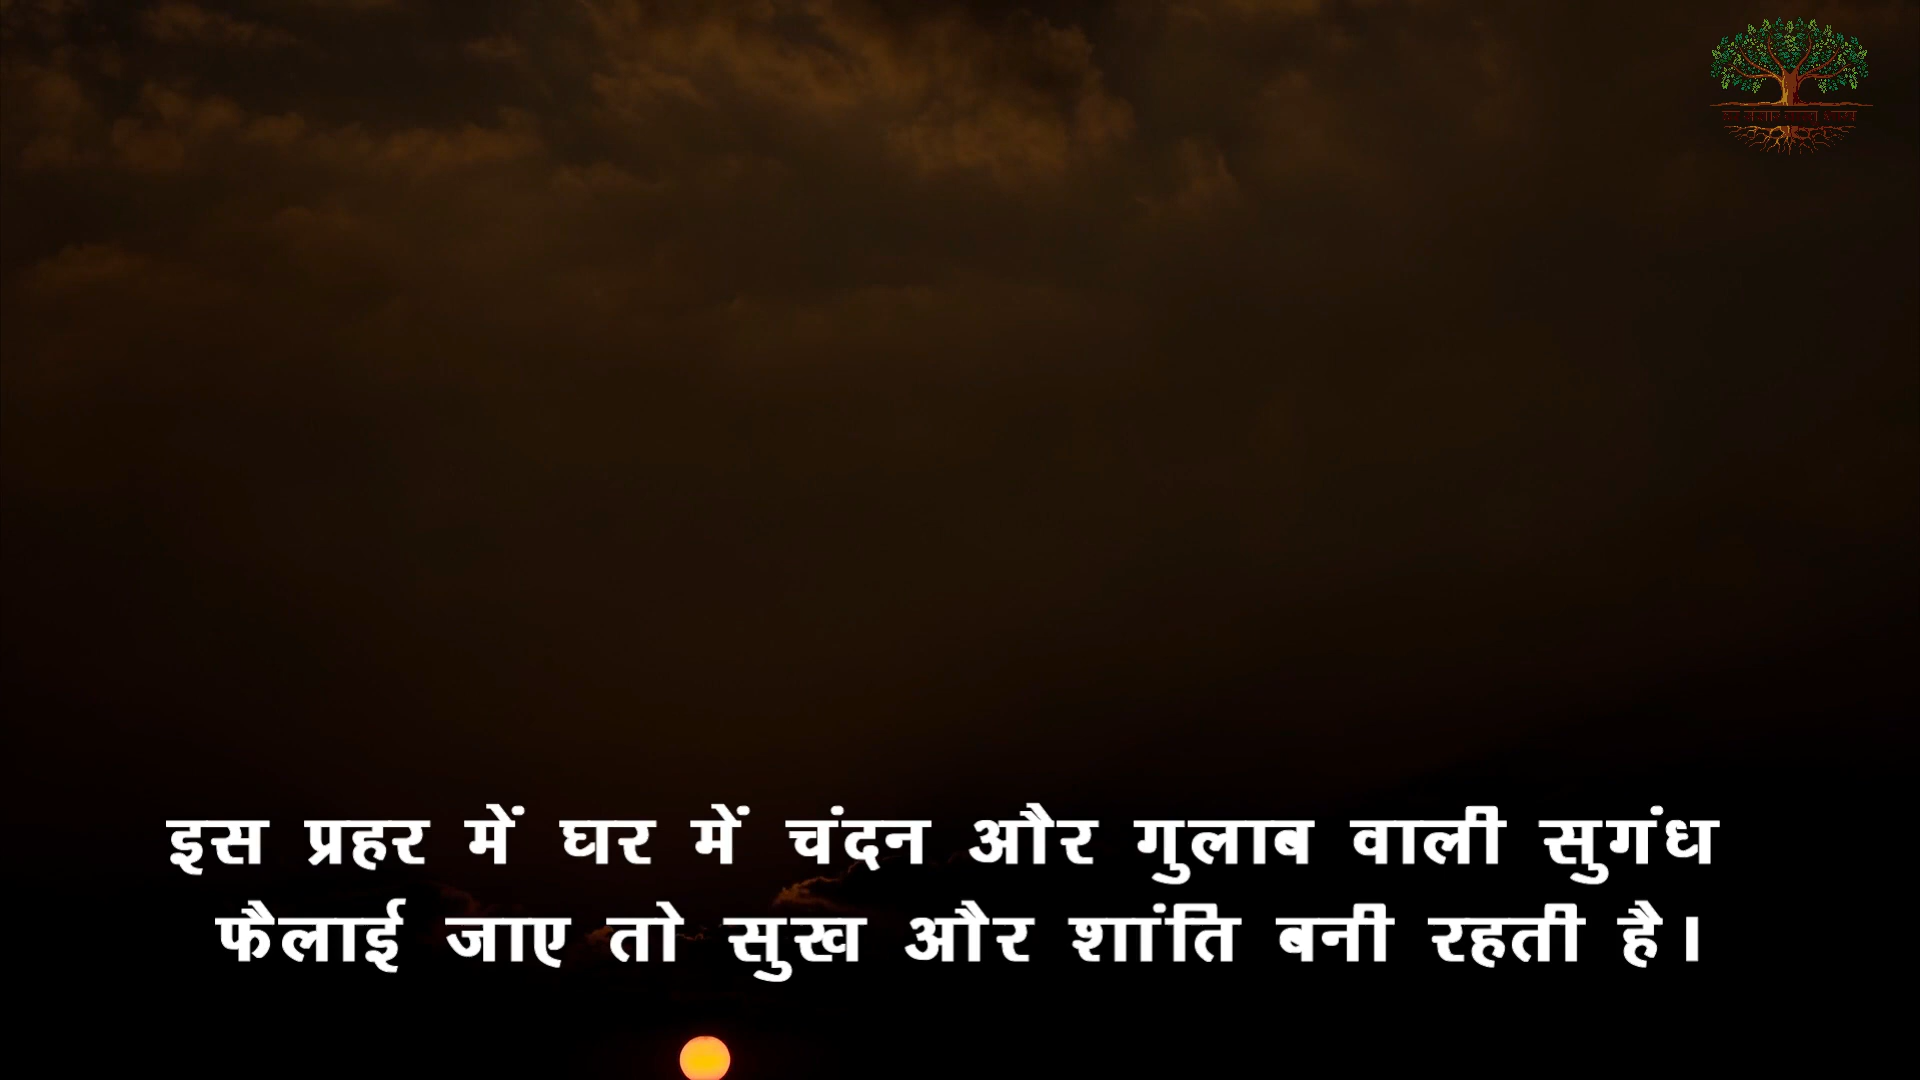 इस प्रहर में घर में चंदन और गुलाब वाली सुगंध
फैलाई जाए तो सुख और शांति बनी रहती है।